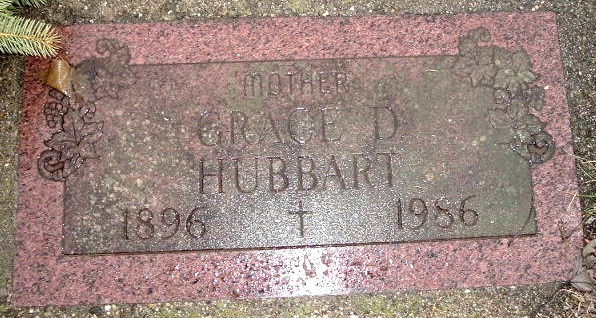 MOTHER
GRACE D
HUBBART
1896 1986